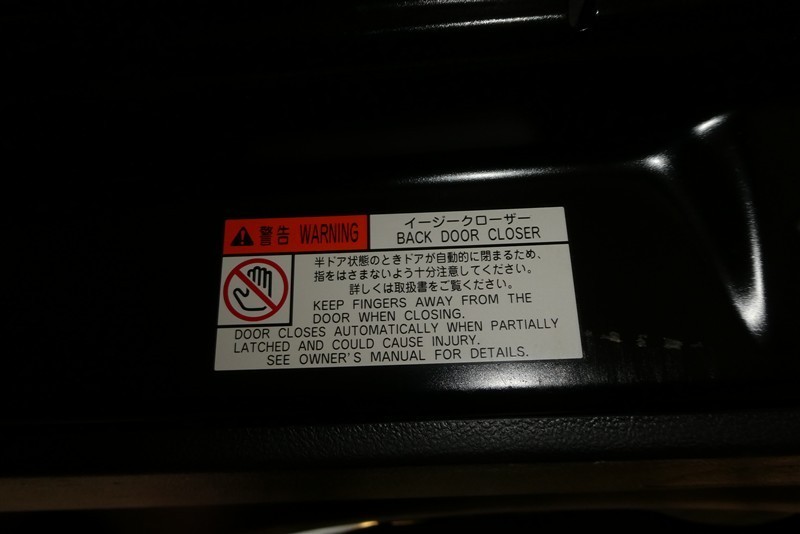 警告 WARNING
イージークローザー
BACK DOOR CLOSER
半ドア状態のときドアが自動的に閉まるため、
指をはさまないよう十分注意してください。
詳しくは取扱書をご覧ください。
KEEP FINGERS AWAY FROM THE
DOOR WHEN CLOSING.
DOOR CLOSES AUTOMATICALLY WHEN PARTIALLY
LATCHED AND COULD CAUSE INJURY.
SEE OWNER'S MANUAL FOR DETAILS.